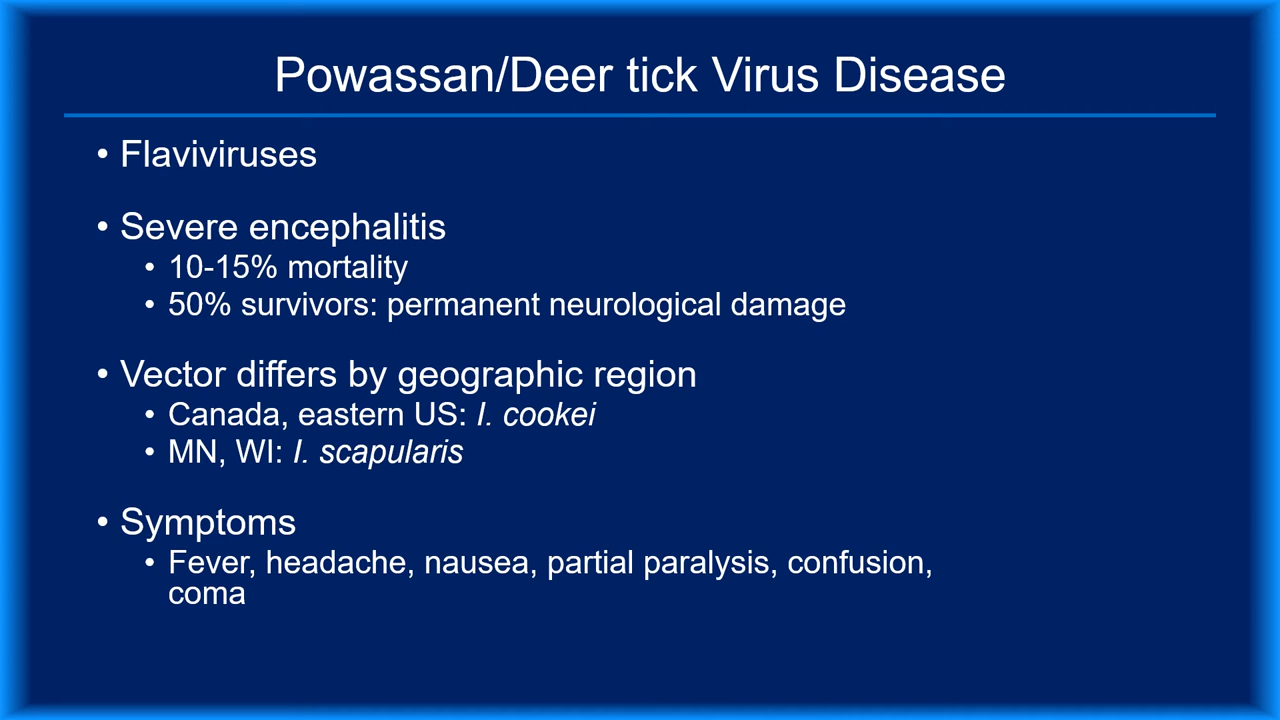 Powassan/Deer tick Virus Disease
• Flaviviruses
• Severe encephalitis
• 10-15% mortality
• 50% survivors: permanent neurological damage
• Vector differs by geographic region
• Canada, eastern US: I. cookei
• MN, WI: I. scapularis
• Symptoms
• Fever, headache, nausea, partial paralysis, confusion,
coma